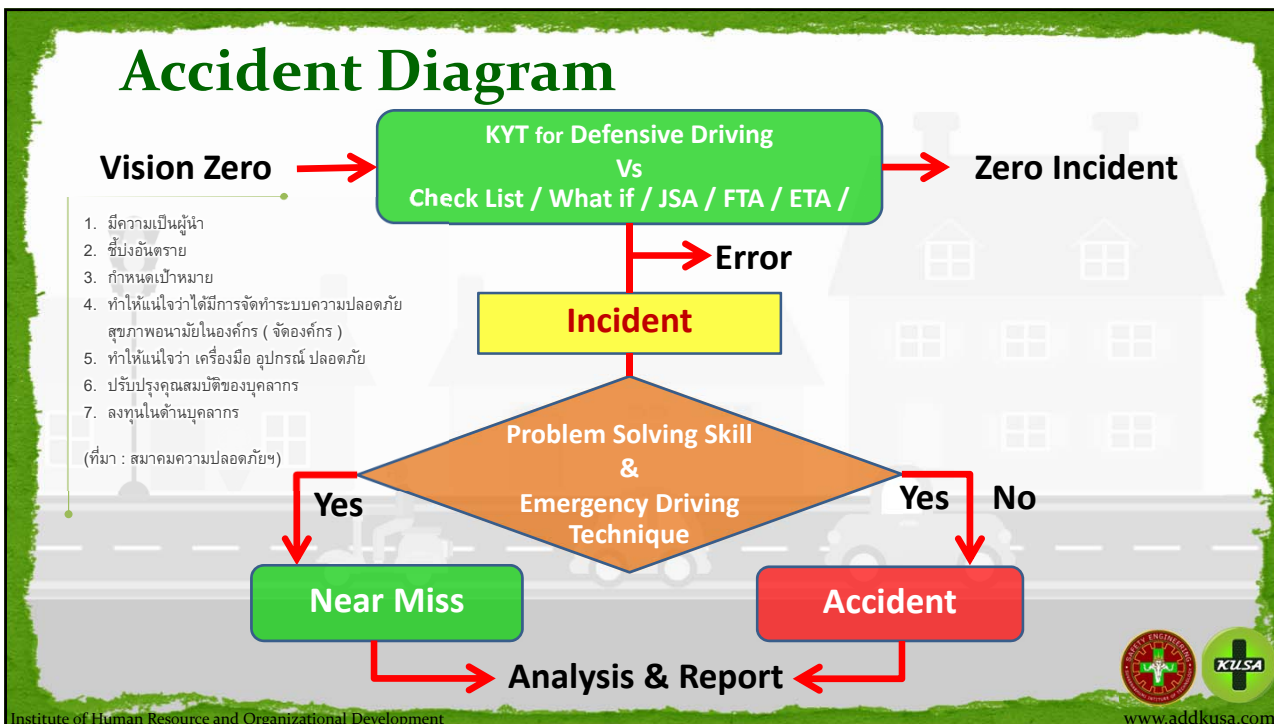 Accident Diagram
KYT for Defensive Driving
Vs
Check List / What if / JSA / FTA / ETA /
Vision Zero
Zero Incident
1. มีความเป็นผู้นำ
2. ชี้บ่งอันตราย
3. กำหนดเป้าหมาย
4. ทำให้แน่ใจว่าได้มีการจัดทำระบบความปลอดภัย
สุขภาพอนามัยในองค์กร ( จัดองค์กร )
5. ทำให้แน่ใจว่า เครื่องมือ อุปกรณ์ ปลอดภัย
6. ปรับปรุงคุณสมบัติของบุคลากร
7. ลงทุนในด้านบุคลากร
(ที่มา : สมาคมความปลอดภัยฯ)
Error
Incident
Problem Solving Skill
&
Emergency Driving
Technique
Yes
Yes
No
Near Miss
Accident
Analysis & Report
SAFETY ENGINEERING
KUSA
Institute of Human Resource and Organizational Development
www.addkusa.com